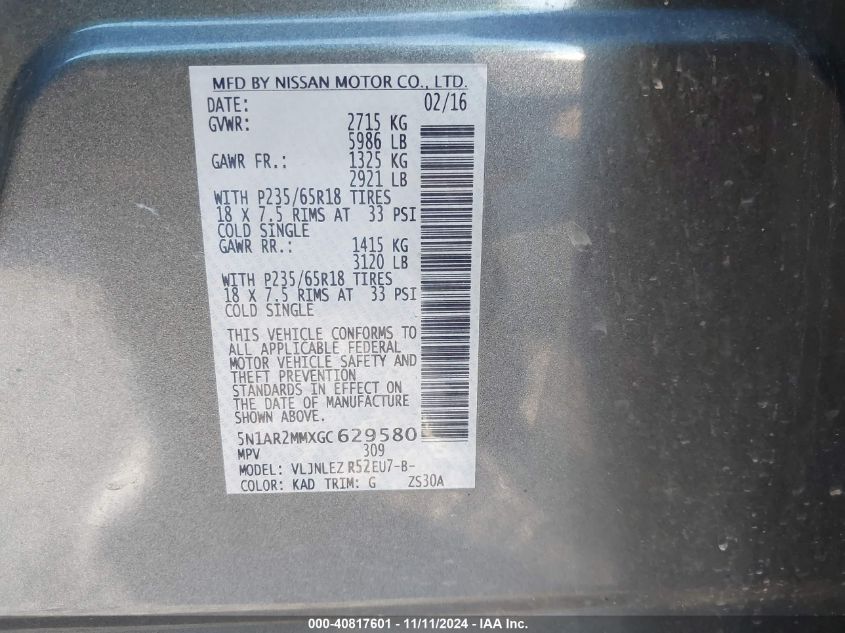 MFD BY NISSAN MOTOR CO., LTD.
DATE: 02/16
GVWR: 2715 KG
5986 LB
GAWR FR.: 1325 KG
2921 LB
WITH P235/65R18 TIRES
18 X 7.5 RIMS AT 33 PSI
COLD SINGLE
GAWR RR.: 1415 KG
3120 LB
WITH P235/65R18 TIRES
18 X 7.5 RIMS AT 33 PSI
COLD SINGLE
THIS VEHICLE CONFORMS TO
ALL APPLICABLE FEDERAL
MOTOR VEHICLE SAFETY AND
THEFT PREVENTION
STANDARDS IN EFFECT ON
THE DATE OF MANUFACTURE
SHOWN ABOVE.
5N1AR2MMXGC629580
MPV 309
MODEL: VLJNLEZ R52EU7-B-
COLOR: KAD TRIM: G ZS30A
000-40817601 - 11/11/2024 - IAA Inc.